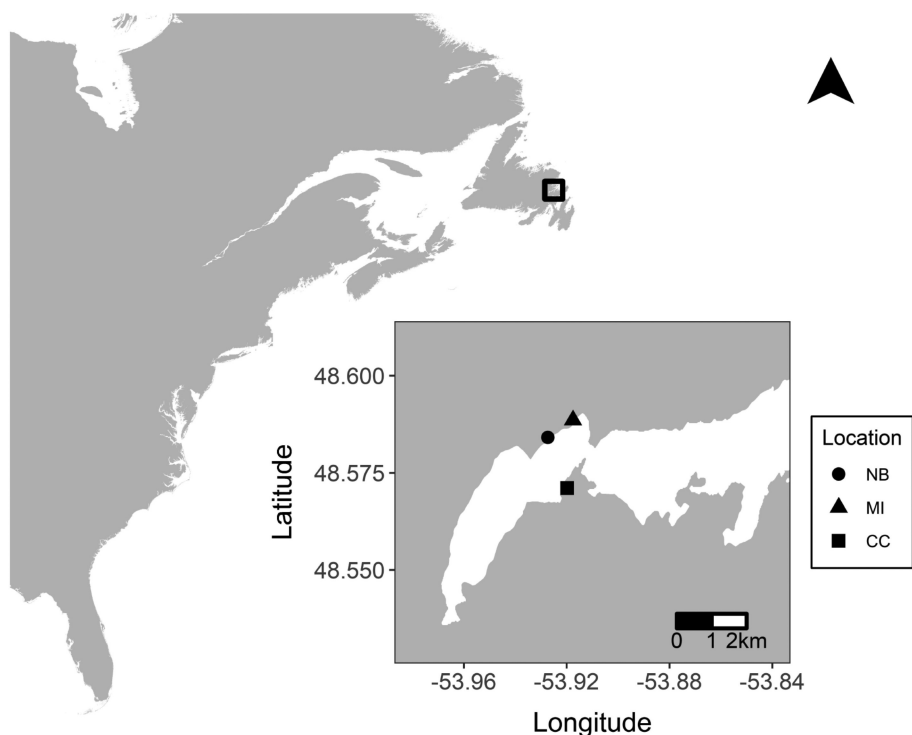 48.600
48.575
48.550
Latitude
-53.96
-53.92
-53.88
-53.84
Longitude
0 1 2km
Location
NB
MI
CC